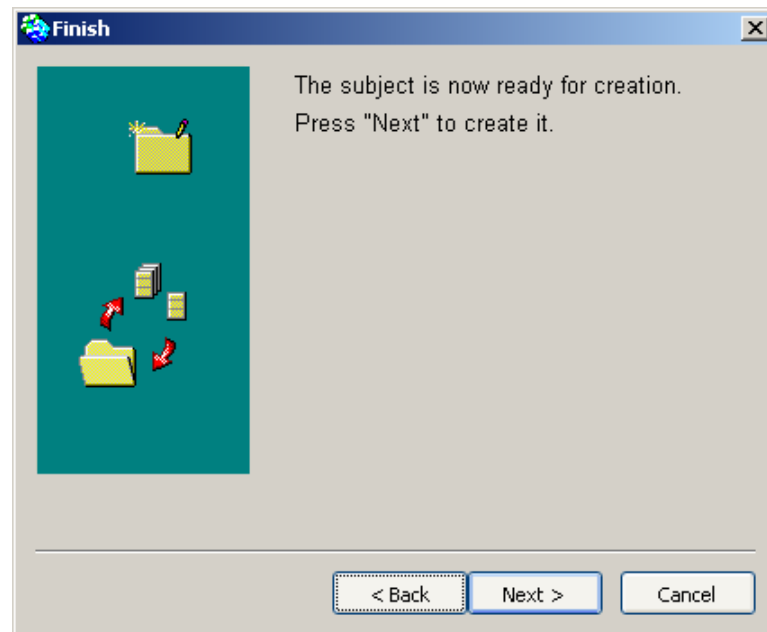 Finish
The subject is now ready for creation.
Press "Next" to create it.
< Back
Next >
Cancel